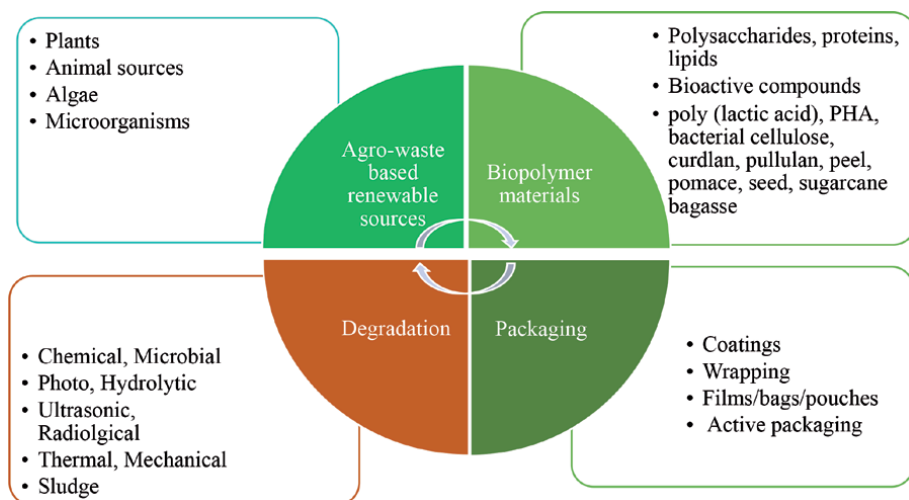 • Plants
• Animal sources
• Algae
• Microorganisms
Agro-waste
based
renewable
sources
Biopolymer
materials
• Polysaccharides, proteins,
lipids
• Bioactive compounds
• poly (lactic acid), PHA,
bacterial cellulose,
curdlan, pullulan, peel,
pomace, seed, sugarcane
bagasse
• Chemical, Microbial
• Photo, Hydrolytic
• Ultrasonic,
Radiolgical
• Thermal, Mechanical
• Sludge
Degradation
Packaging
• Coatings
• Wrapping
• Films/bags/pouches
• Active packaging